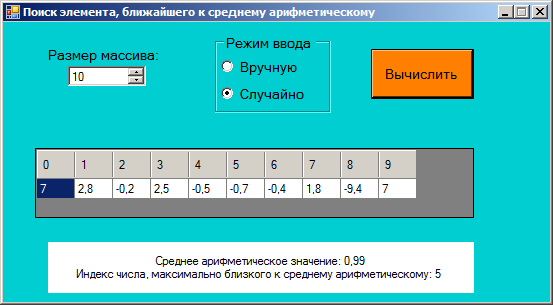 Поиск элемента, ближайшего к среднему арифметическому
Размер массива:
10
Режим ввода
Вручную
Случайно
Вычислить
0 1 2 3 4 5 6 7 8 9
7 2,8 -0,2 2,5 -0,5 -0,7 -0,4 1,8 -9,4 7
Среднее арифметическое значение: 0,99
Индекс числа, максимально близкого к среднему арифметическому: 5